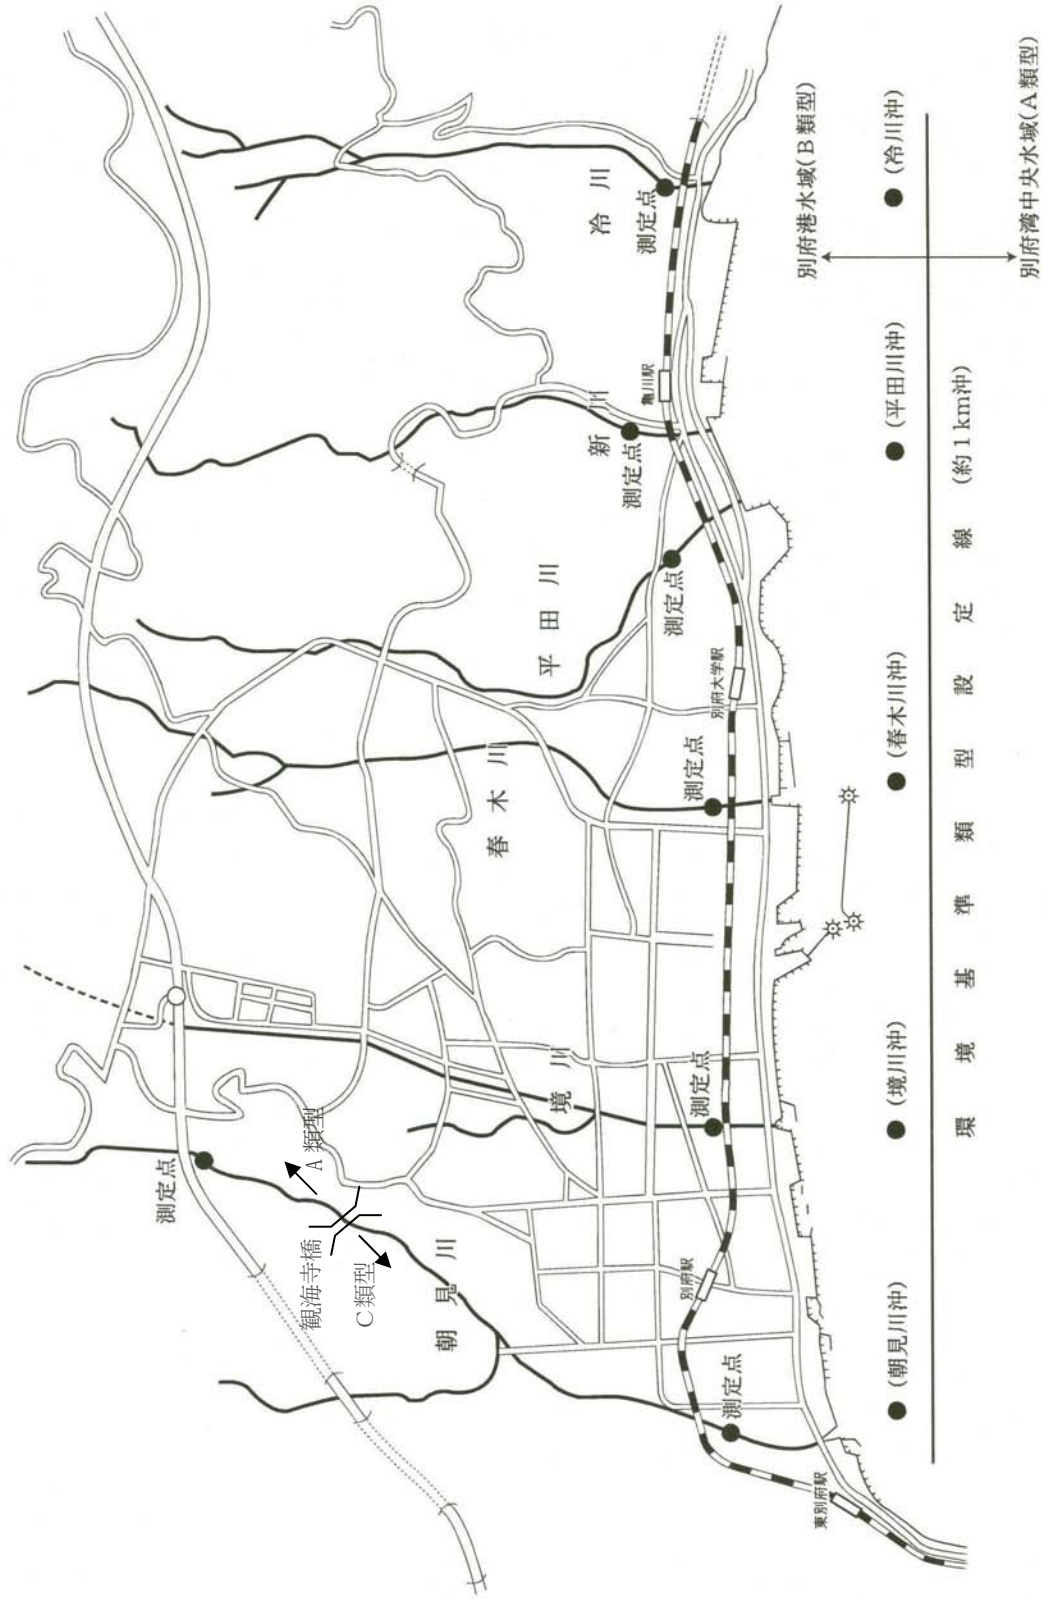 別府港水域(B類型)
別府湾中央水域(A類型)
(冷川沖)
(平田川沖)
(春木川沖)
(境川沖)
(朝見川沖)
環境基準類型設定線(約1km沖)
冷川
測定点
亀川駅
新川
測定点
平田川
測定点
別府大学駅
春木川
測定点
境川
測定点
測定点
A類型
観海寺橋
C類型
朝見川
別府駅
測定点
東別府駅